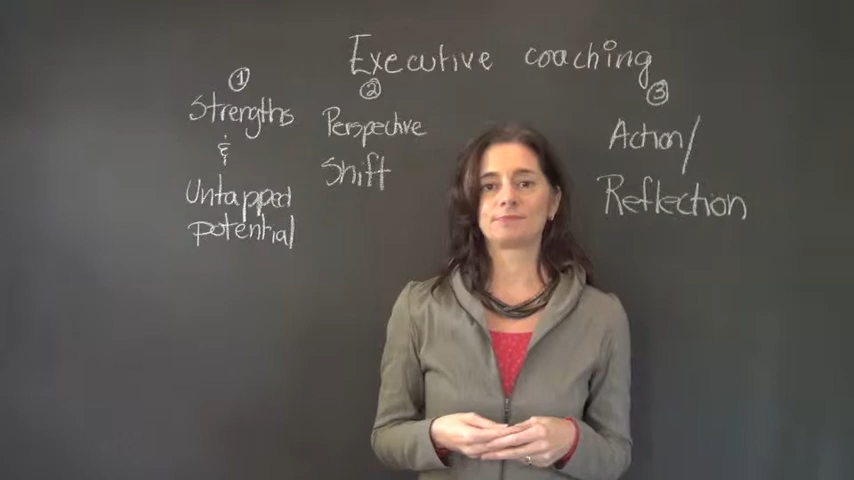 Executive coaching
①
Strengths
&
Untapped
potential
②
Perspective
Shift
③
Action/
Reflection